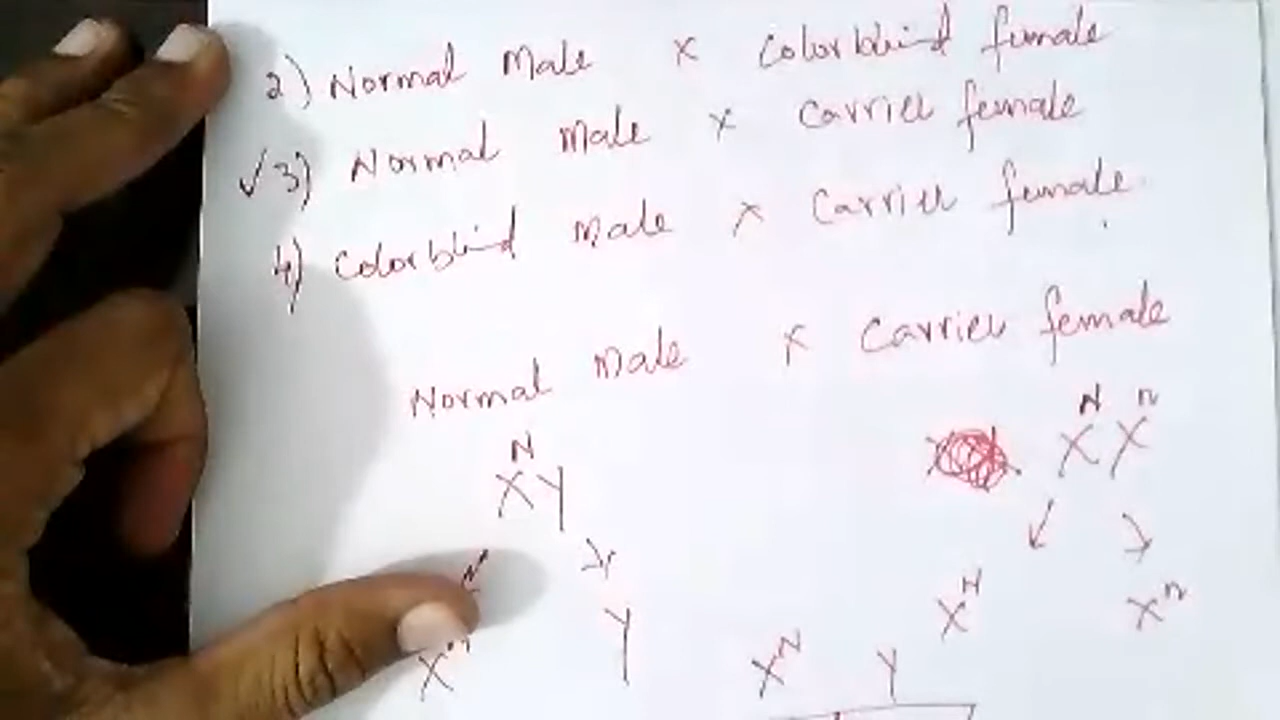 2) Normal Male x Colorblind female
✓3) Normal Male x Carrier female
4) Colorblind Male x Carrier female
Normal Male x Carrier female
N N n
XY XX
N n
X X
X Y
N
X Y